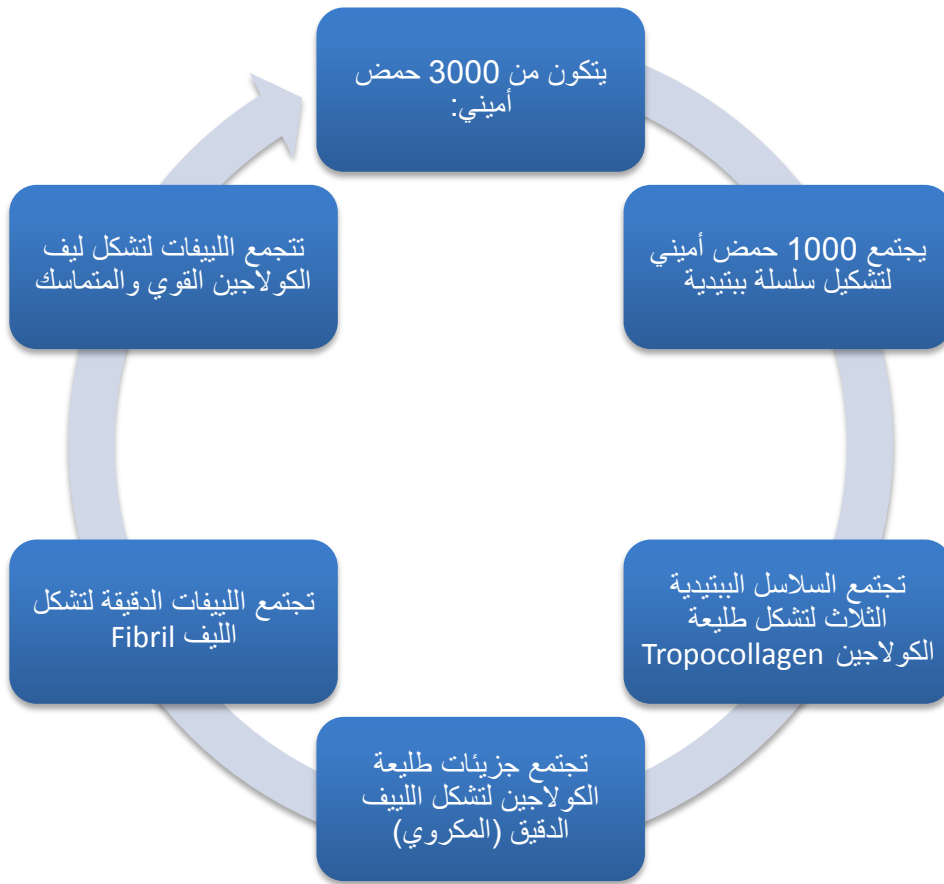 يتكون من 3000 حمض
أميني:
يجتمع 1000 حمض أميني
لتشكيل سلسلة ببتيدية
تجتمع السلاسل الببتيدية
الثلاث لتشكل طليعة
الكولاجين Tropocollagen
تجتمع جزيئات طليعة
الكولاجين لتشكل اللييف
الدقيق (المكروي)
تجتمع اللييفات الدقيقة لتشكل
الليف Fibril
تتجمع اللييفات لتشكل ليف
الكولاجين القوي والمتماسك